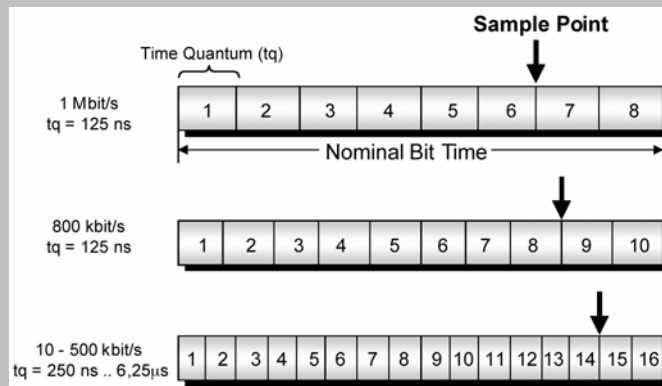 Sample Point
Time Quantum (tq)
1 Mbit/s
tq = 125 ns
1 2 3 4 5 6 7 8
Nominal Bit Time
800 kbit/s
tq = 125 ns
1 2 3 4 5 6 7 8 9 10
10 - 500 kbit/s
tq = 250 ns .. 6,25µs
1 2 3 4 5 6 7 8 9 10 11 12 13 14 15 16